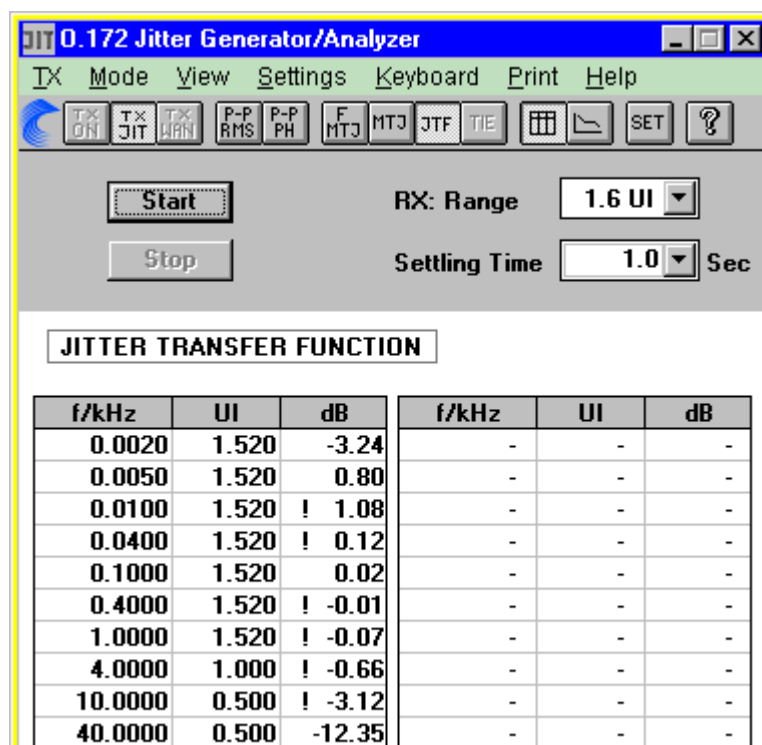 JIT O.172 Jitter Generator/Analyzer
TX Mode View Settings Keyboard Print Help
TX ON TX JIT TX WAN P-P RMS P-P PH F MTJ MTJ JTF TIE SET ?
Start RX: Range 1.6 UI
Stop Settling Time 1.0 Sec
JITTER TRANSFER FUNCTION
f/kHz UI dB f/kHz UI dB
0.0020 1.520 -3.24 - - -
0.0050 1.520 0.80 - - -
0.0100 1.520 ! 1.08 - - -
0.0400 1.520 ! 0.12 - - -
0.1000 1.520 0.02 - - -
0.4000 1.520 ! -0.01 - - -
1.0000 1.520 ! -0.07 - - -
4.0000 1.000 ! -0.66 - - -
10.0000 0.500 ! -3.12 - - -
40.0000 0.500 -12.35 - - -